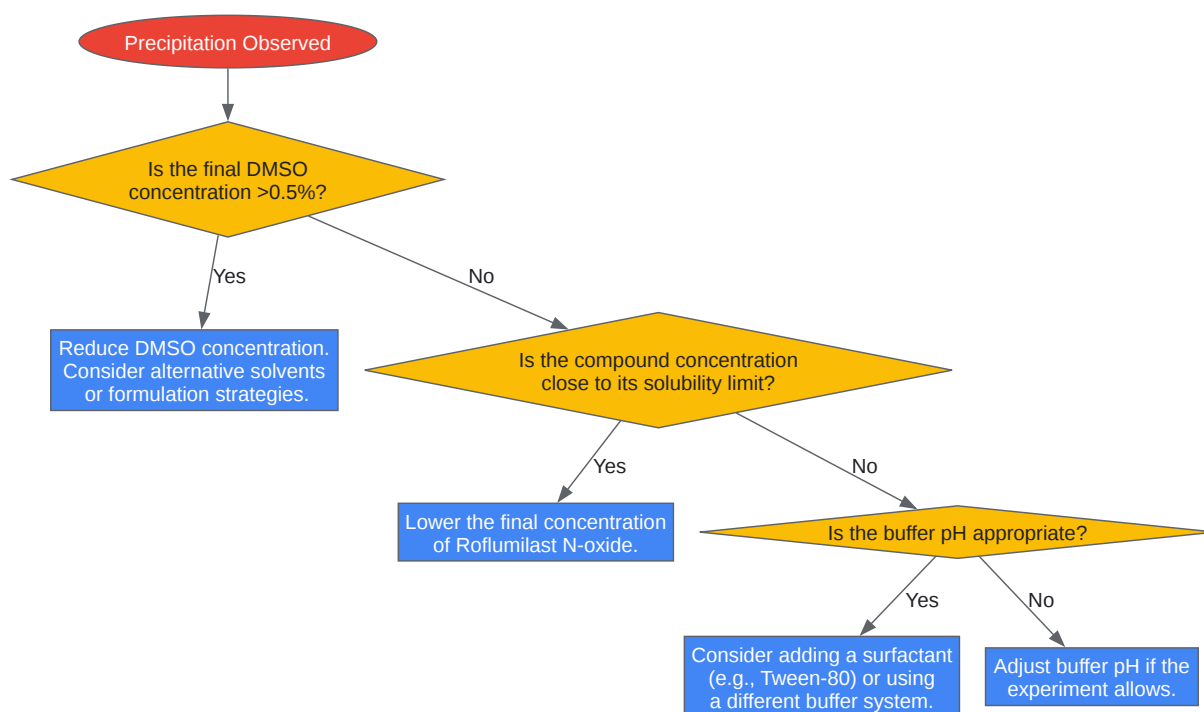 Precipitation Observed
Is the final DMSO
concentration >0.5%?
Yes
No
Reduce DMSO concentration.
Consider alternative solvents
or formulation strategies.
Is the compound concentration
close to its solubility limit?
Yes
No
Lower the final concentration
of Roflumilast N-oxide.
Is the buffer pH appropriate?
Yes
No
Consider adding a surfactant
(e.g., Tween-80) or using
a different buffer system.
Adjust buffer pH if the
experiment allows.